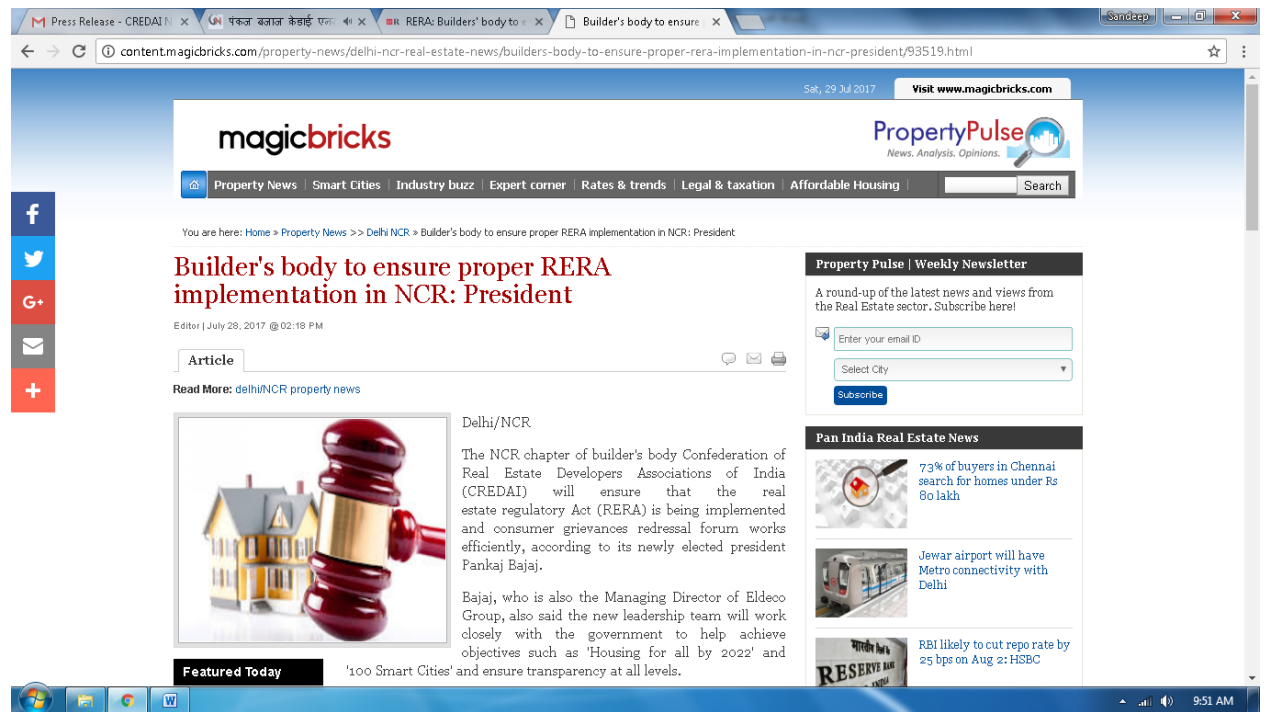 Press Release - CREDAI N
पंकज बजाज केडाई एन
RERA: Builders' body to e
Builder's body to ensure
Sandeep
content.magicbricks.com/property-news/delhi-ncr-real-estate-news/builders-body-to-ensure-proper-rera-implementation-in-ncr-president/93519.html
Sat, 29 Jul 2017
Visit www.magicbricks.com
magicbricks
PropertyPulse
News. Analysis. Opinions.
Property News | Smart Cities | Industry buzz | Expert corner | Rates & trends | Legal & taxation | Affordable Housing |
Search
You are here: Home » Property News >> Delhi NCR » Builder's body to ensure proper RERA implementation in NCR: President
Builder's body to ensure proper RERA
implementation in NCR: President
Editor | July 28, 2017 @ 02:18 PM
Article
Read More: delhi/NCR property news
Delhi/NCR
The NCR chapter of builder's body Confederation of
Real Estate Developers Associations of India
(CREDAI) will ensure that the real
estate regulatory Act (RERA) is being implemented
and consumer grievances redressal forum works
efficiently, according to its newly elected president
Pankaj Bajaj.
Bajaj, who is also the Managing Director of Eldeco
Group, also said the new leadership team will work
closely with the government to help achieve
objectives such as 'Housing for all by 2022' and
'100 Smart Cities' and ensure transparency at all levels.
Featured Today
Property Pulse | Weekly Newsletter
A round-up of the latest news and views from
the Real Estate sector. Subscribe here!
Enter your email ID
Select City
Subscribe
Pan India Real Estate News
73% of buyers in Chennai
search for homes under Rs
80 lakh
Jewar airport will have
Metro connectivity with
Delhi
RBI likely to cut repo rate by
25 bps on Aug 2: HSBC
RESERVE BANK
f
G+
9:51 AM